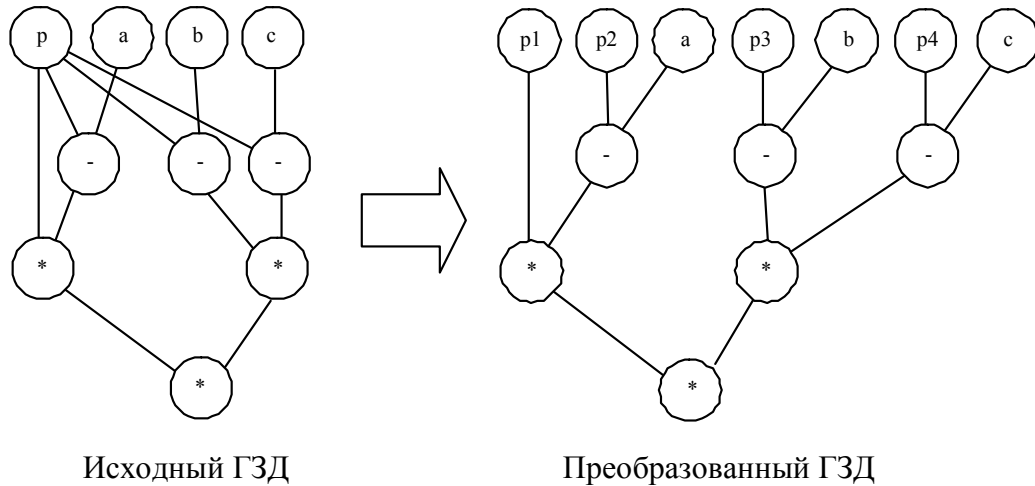 p a b c p1 p2 a p3 b p4 c
- - - - - -
* * * *
* *
Исходный ГЗД Преобразованный ГЗД